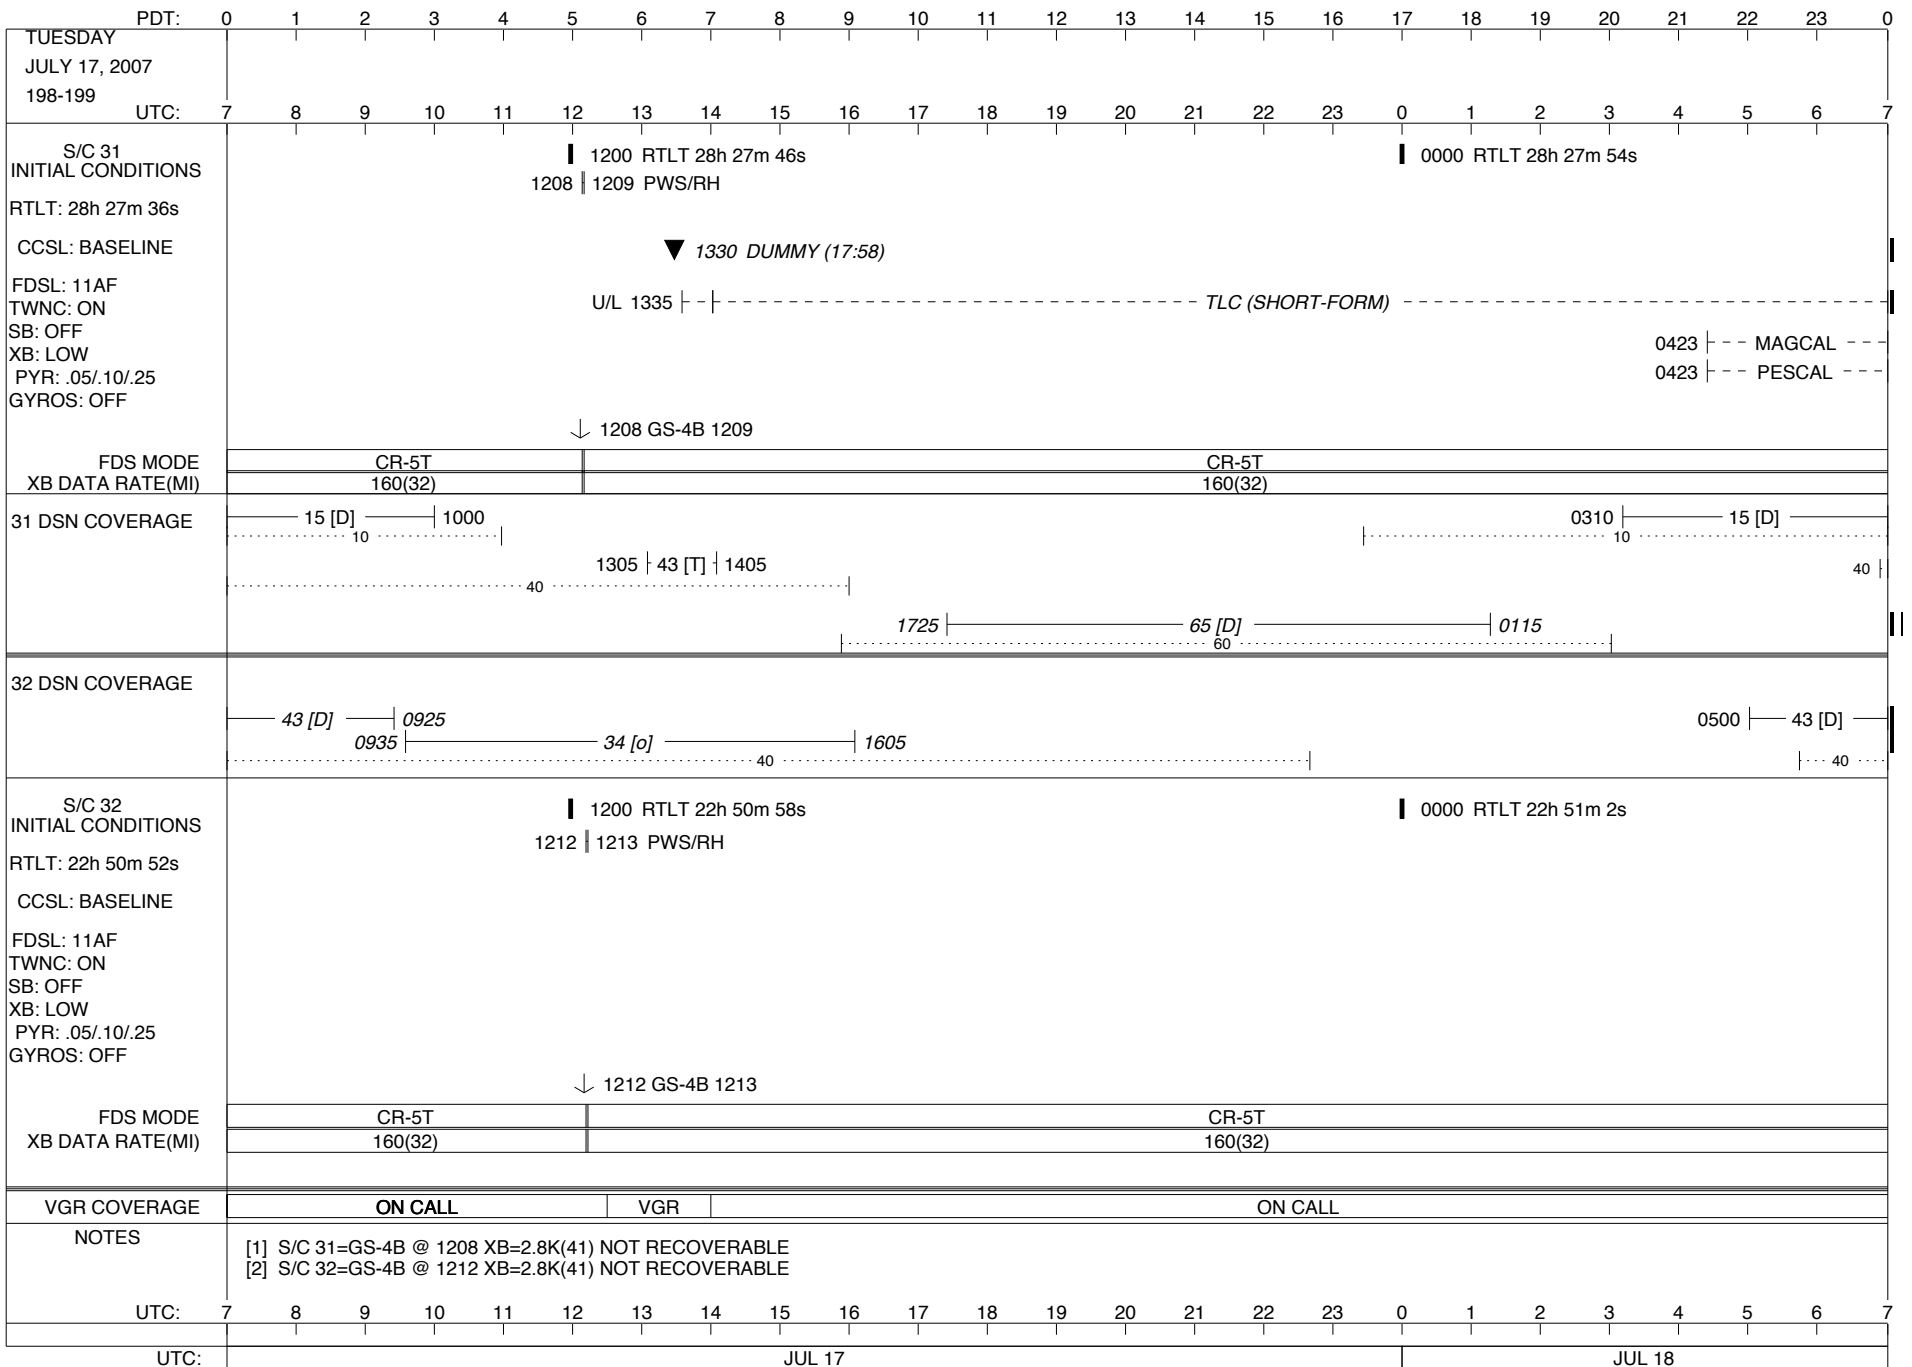 PDT: 0 1 2 3 4 5 6 7 8 9 10 11 12 13 14 15 16 17 18 19 20 21 22 23 0
TUESDAY
JULY 17, 2007
198-199
UTC: 7 8 9 10 11 12 13 14 15 16 17 18 19 20 21 22 23 0 1 2 3 4 5 6 7
S/C 31
INITIAL CONDITIONS
1200 RTLT 28h 27m 46s
0000 RTLT 28h 27m 54s
1208 1209 PWS/RH
RTLT: 28h 27m 36s
CCSL: BASELINE
1330 DUMMY (17:58)
FDSL: 11AF
TWNC: ON
U/L 1335 TLC (SHORT-FORM)
SB: OFF
XB: LOW
0423 MAGCAL
PYR: .05/.10/.25
0423 PESCAL
GYROS: OFF
1208 GS-4B 1209
FDS MODE CR-5T CR-5T
XB DATA RATE(MI) 160(32) 160(32)
31 DSN COVERAGE
15 [D] 1000 0310 15 [D]
10 10
1305 43 [T] 1405 40
40
1725 65 [D] 0115
60
32 DSN COVERAGE
43 [D] 0925 0500 43 [D]
0935 34 [o] 1605
40 40
S/C 32
INITIAL CONDITIONS
1200 RTLT 22h 50m 58s
0000 RTLT 22h 51m 2s
1212 1213 PWS/RH
RTLT: 22h 50m 52s
CCSL: BASELINE
FDSL: 11AF
TWNC: ON
SB: OFF
XB: LOW
PYR: .05/.10/.25
GYROS: OFF
1212 GS-4B 1213
FDS MODE CR-5T CR-5T
XB DATA RATE(MI) 160(32) 160(32)
VGR COVERAGE ON CALL VGR ON CALL
NOTES
[1] S/C 31=GS-4B @ 1208 XB=2.8K(41) NOT RECOVERABLE
[2] S/C 32=GS-4B @ 1212 XB=2.8K(41) NOT RECOVERABLE
UTC: 7 8 9 10 11 12 13 14 15 16 17 18 19 20 21 22 23 0 1 2 3 4 5 6 7
UTC: JUL 17 JUL 18